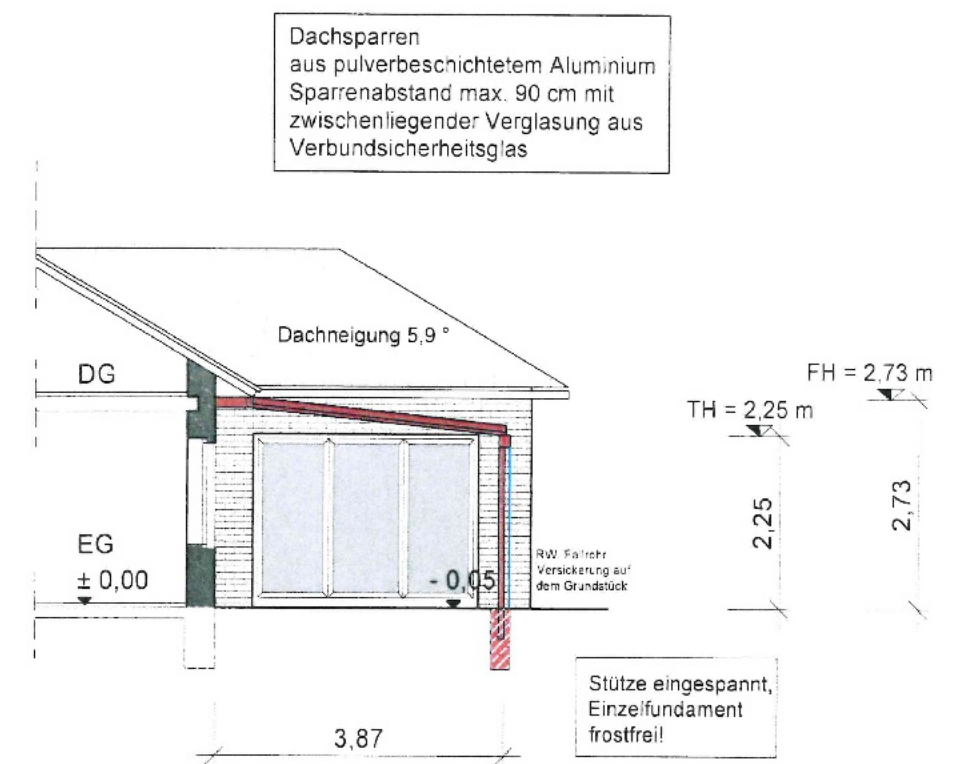 Dachsparren
aus pulverbeschichtetem Aluminium
Sparrenabstand max. 90 cm mit
zwischenliegender Verglasung aus
Verbundsicherheitsglas
Dachneigung 5,9 °
DG
FH = 2,73 m
TH = 2,25 m
2,25
2,73
EG
± 0,00
- 0,05
RW Fallrohr
Versickerung auf
dem Grundstück
Stütze eingespannt,
Einzelfundament
frostfrei!
3,87